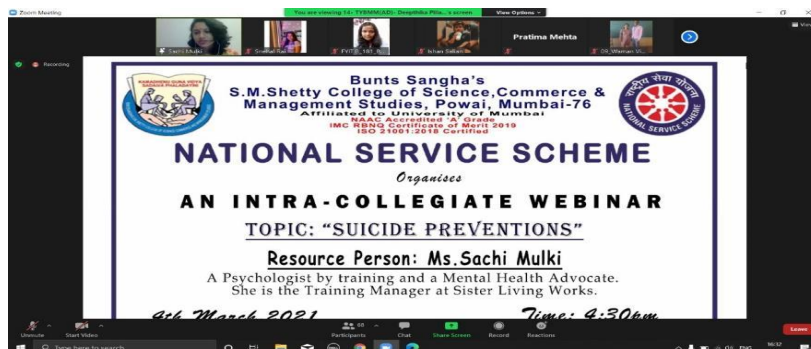 Zoom Meeting
You are viewing 14- TYBMM(AD)- Deepthika Pilla...'s screen View Options
View
Sachi Mulki Snehal Rai Pratima Mehta
Recording
Bunts Sangha's
S.M.Shetty College of Science,Commerce &
Management Studies, Powai, Mumbai-76
Affiliated to University of Mumbai
NAAC Accredited 'A' Grade
IMC RBNQ Certificate of Merit 2019
ISO 21001:2018 Certified
NATIONAL SERVICE SCHEME
NATIONAL SERVICE SCHEME
Organises
AN INTRA-COLLEGIATE WEBINAR
TOPIC: “SUICIDE PREVENTIONS”
Resource Person: Ms.Sachi Mulki
A Psychologist by training and a Mental Health Advocate.
She is the Training Manager at Sister Living Works.
4th March 2021 Time: 4:30pm
Unmute Start Video Participants 68 Chat Share Screen Record Reactions Leave
Type here to search ENG 16:32